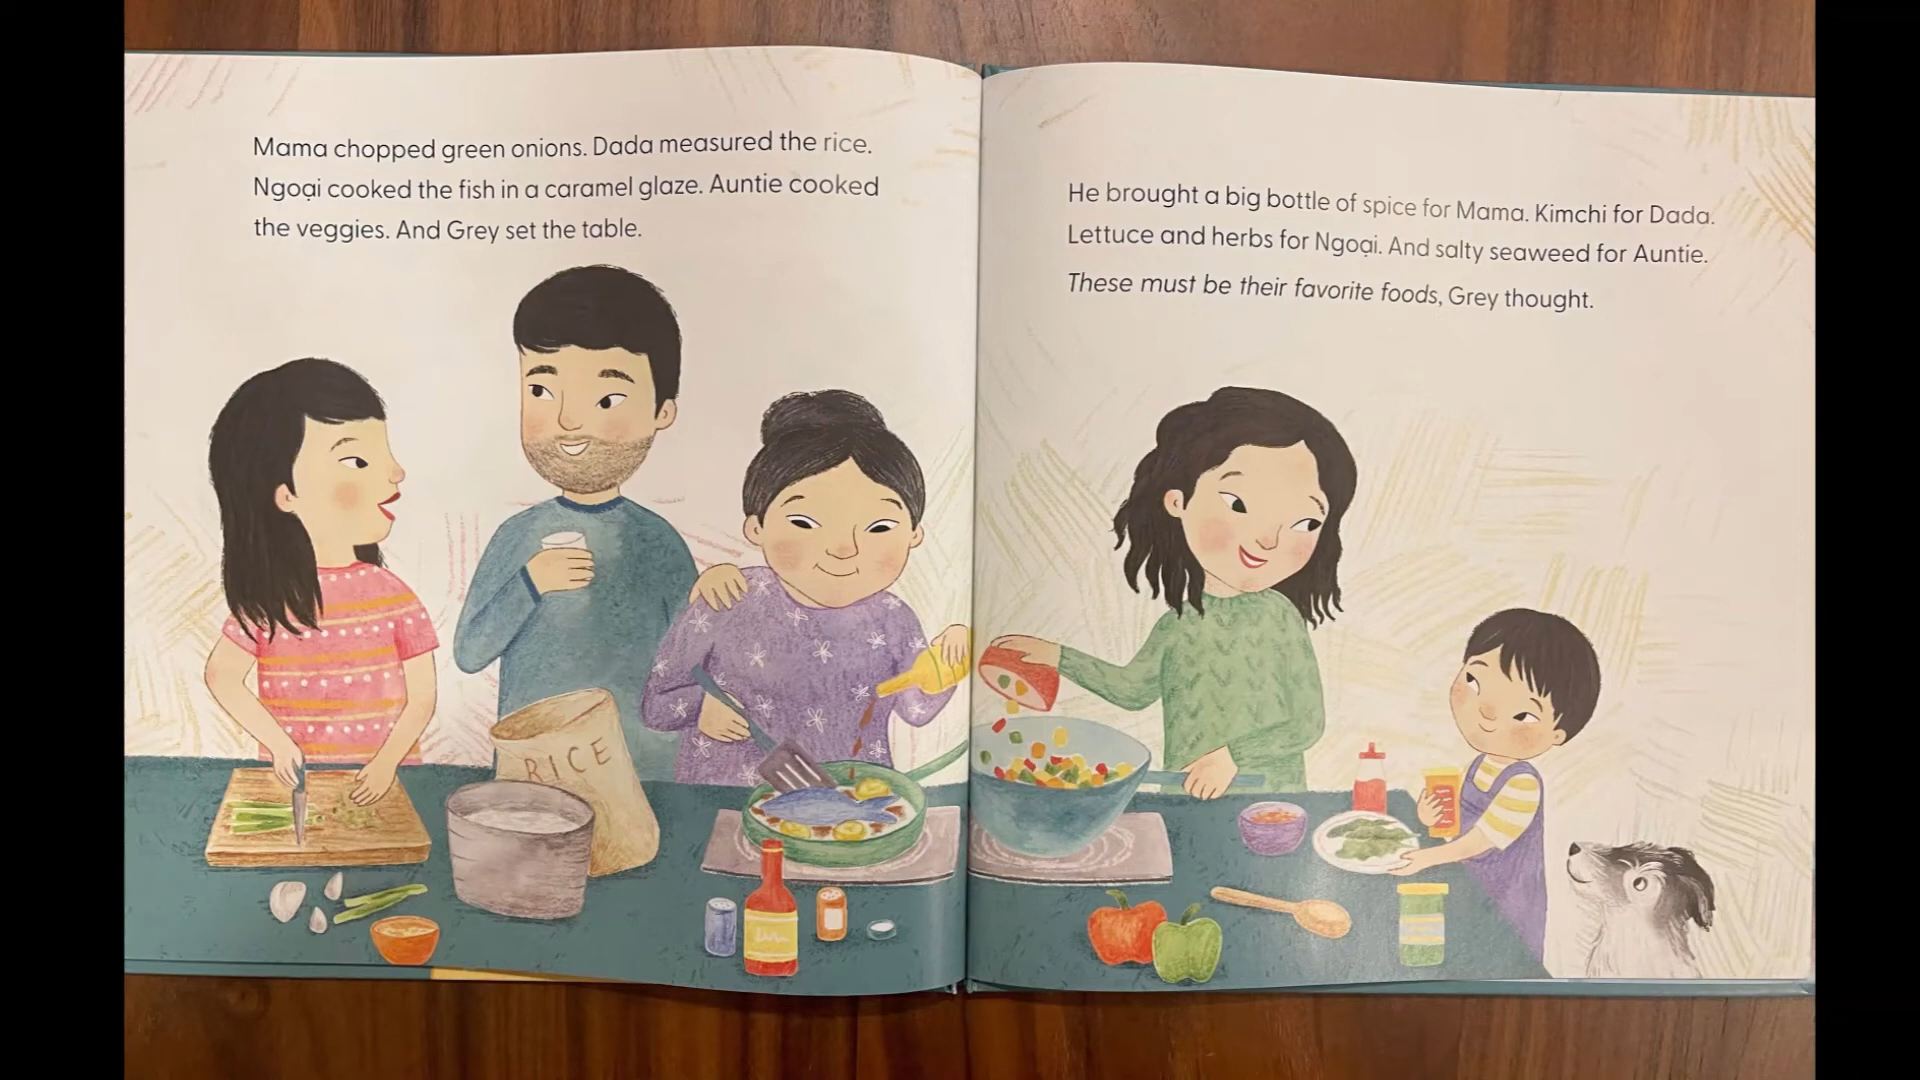 Mama chopped green onions. Dada measured the rice.
Ngoại cooked the fish in a caramel glaze. Auntie cooked
the veggies. And Grey set the table.
He brought a big bottle of spice for Mama. Kimchi for Dada.
Lettuce and herbs for Ngoại. And salty seaweed for Auntie.
These must be their favorite foods, Grey thought.
RICE